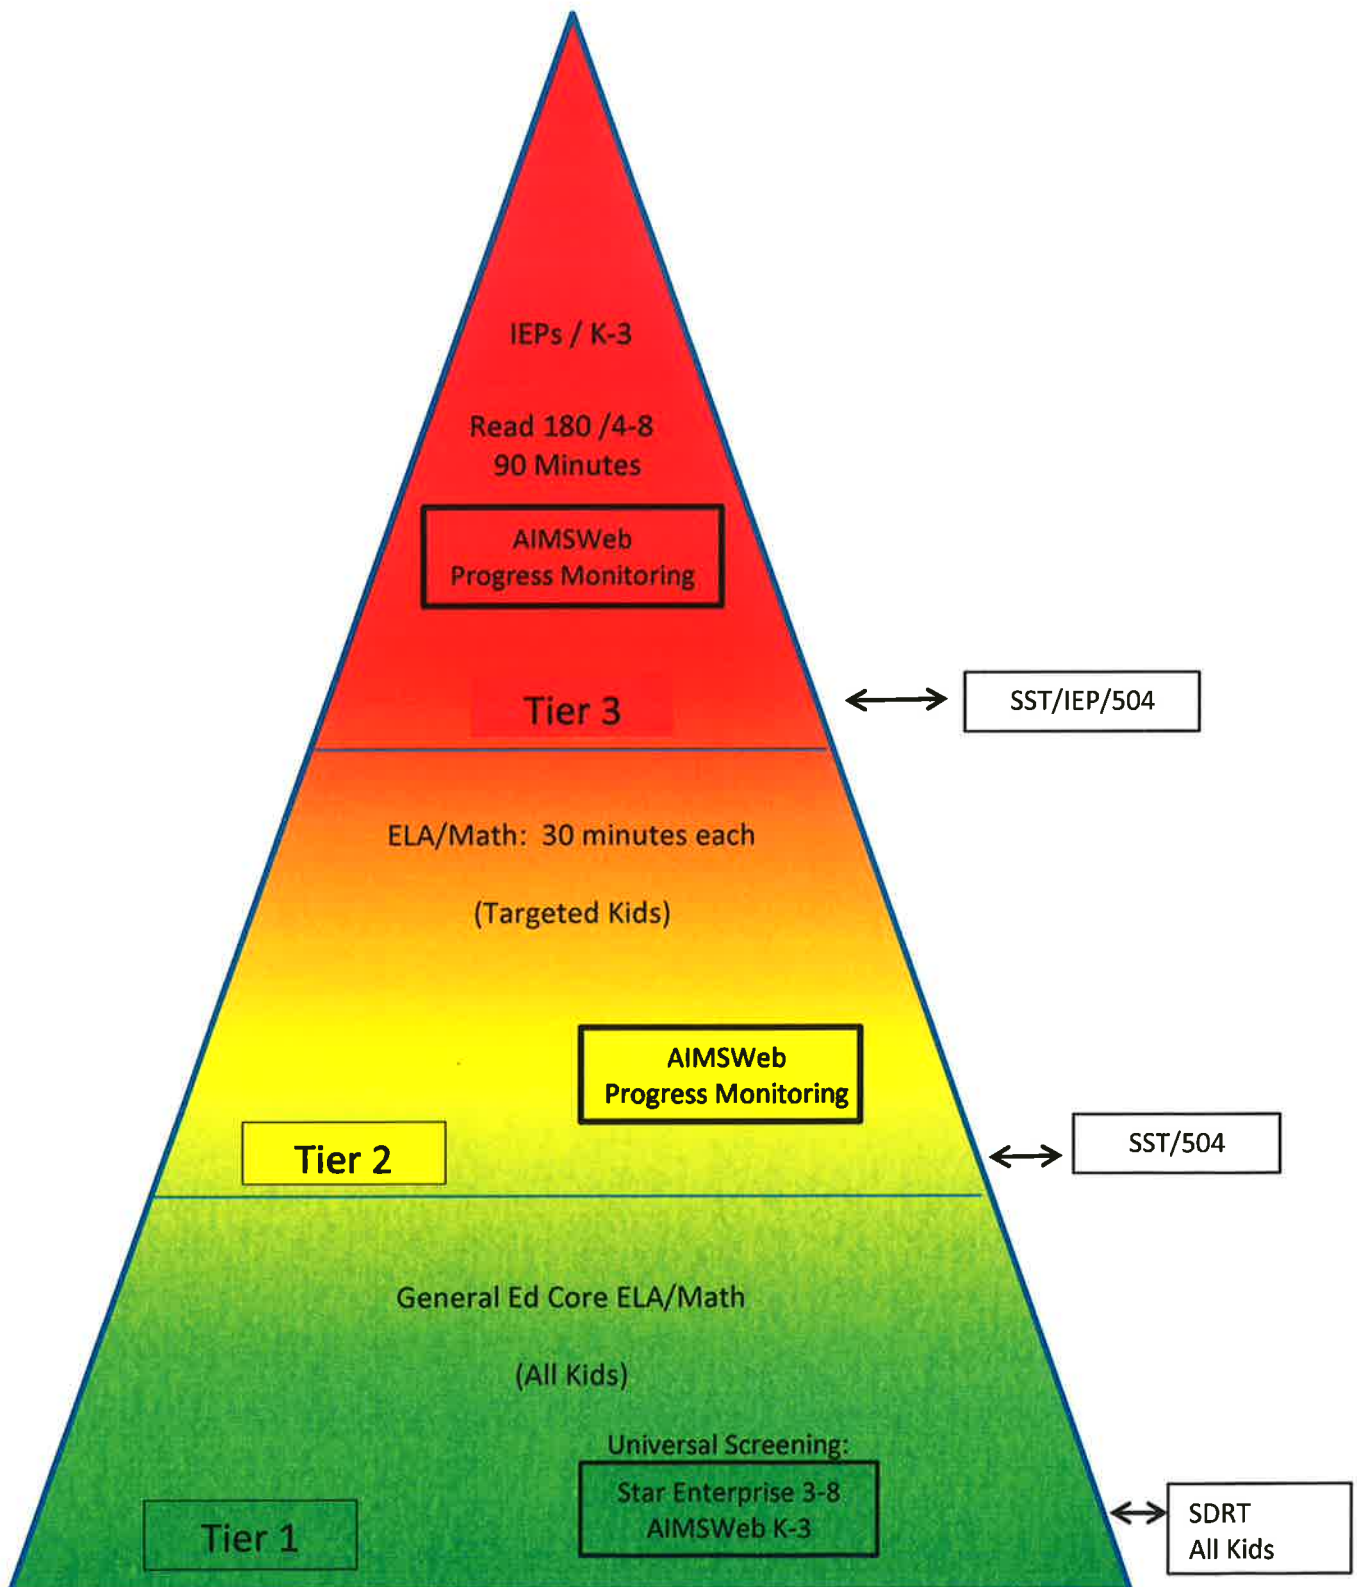 IEPs / K-3
Read 180 /4-8
90 Minutes
AIMSWeb
Progress Monitoring
Tier 3
SST/IEP/504
ELA/Math:  30 minutes each
(Targeted Kids)
AIMSWeb
Progress Monitoring
Tier 2
SST/504
General Ed Core ELA/Math
(All Kids)
Universal Screening:
Star Enterprise 3-8
AIMSWeb K-3
Tier 1
SDRT
All Kids